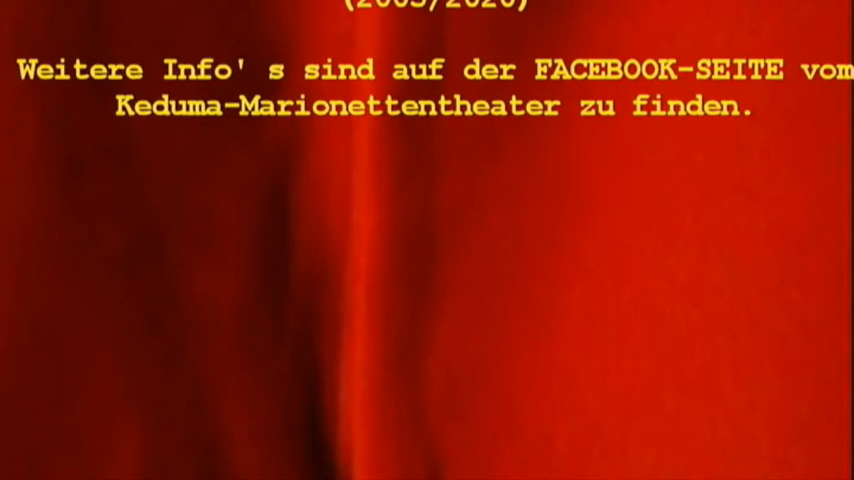 Weitere Info' s sind auf der FACEBOOK-SEITE vom
Keduma-Marionettentheater zu finden.